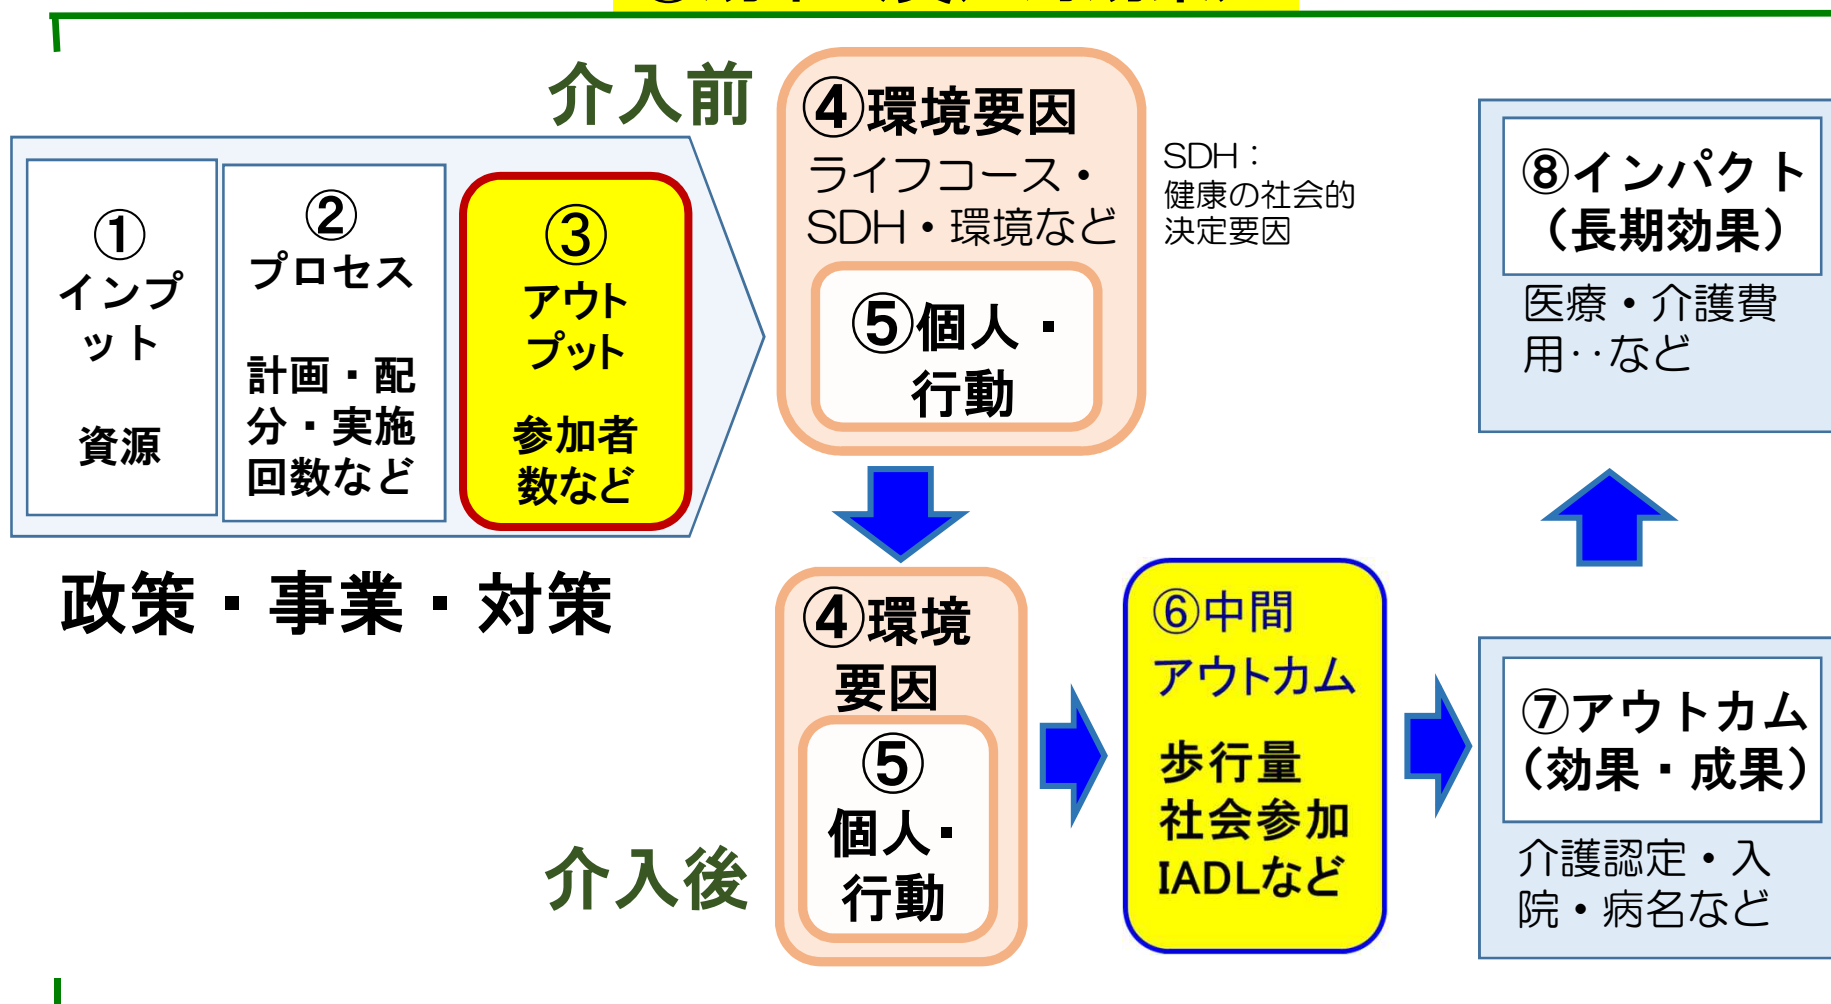 介入前
①
インプ
ット
資源
②
プロセス
計画・配
分・実施
回数など
③
アウト
プット
参加者
数など
政策・事業・対策
④環境要因
ライフコース・
SDH・環境など
⑤個人・
行動
SDH：
健康の社会的
決定要因
介入後
④環境
要因
⑤
個人・
行動
⑥中間
アウトカム
歩行量
社会参加
IADLなど
⑦アウトカム
（効果・成果）
介護認定・入
院・病名など
⑧インパクト
（長期効果）
医療・介護費
用‥など